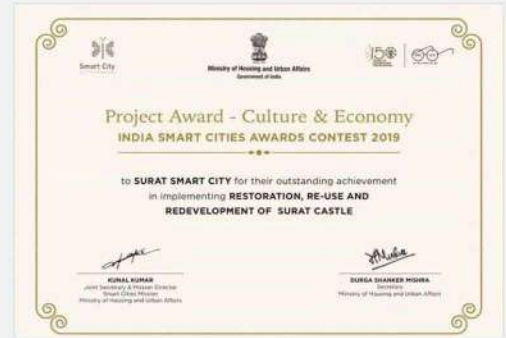 Smart City
Ministry of Housing and Urban Affairs
Government of India
150
Project Award - Culture & Economy
INDIA SMART CITIES AWARDS CONTEST 2019
to SURAT SMART CITY for their outstanding achievement
in implementing RESTORATION, RE-USE AND
REDEVELOPMENT OF SURAT CASTLE
KUNAL KUMAR
Joint Secretary & Mission Director
Smart Cities Mission
Ministry of Housing and Urban Affairs
DURGA SHANKER MISHRA
Secretary
Ministry of Housing and Urban Affairs